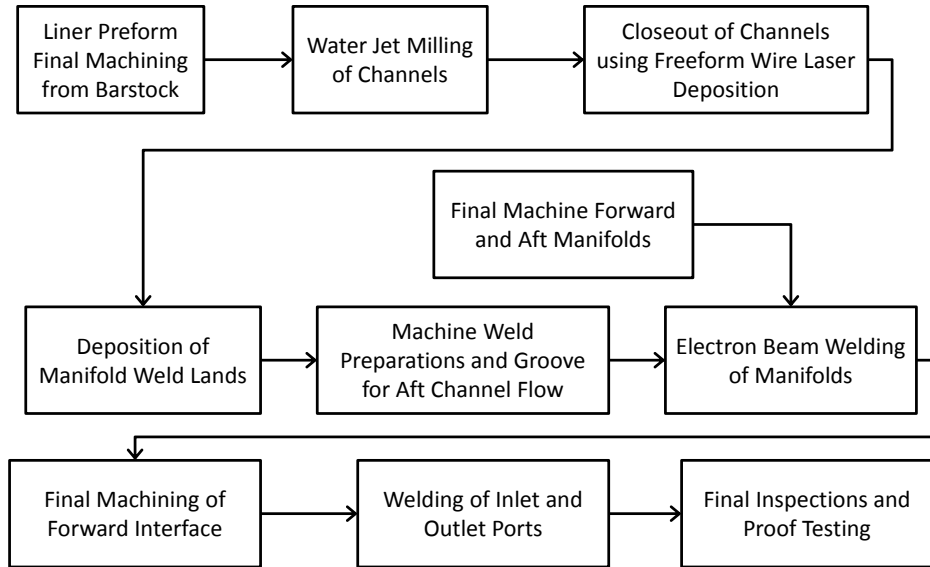 Liner Preform
Final Machining
from Barstock
Water Jet Milling
of Channels
Closeout of Channels
using Freeform Wire Laser
Deposition
Final Machine Forward
and Aft Manifolds
Deposition of
Manifold Weld Lands
Machine Weld
Preparations and Groove
for Aft Channel Flow
Electron Beam Welding
of Manifolds
Final Machining of
Forward Interface
Welding of Inlet and
Outlet Ports
Final Inspections and
Proof Testing